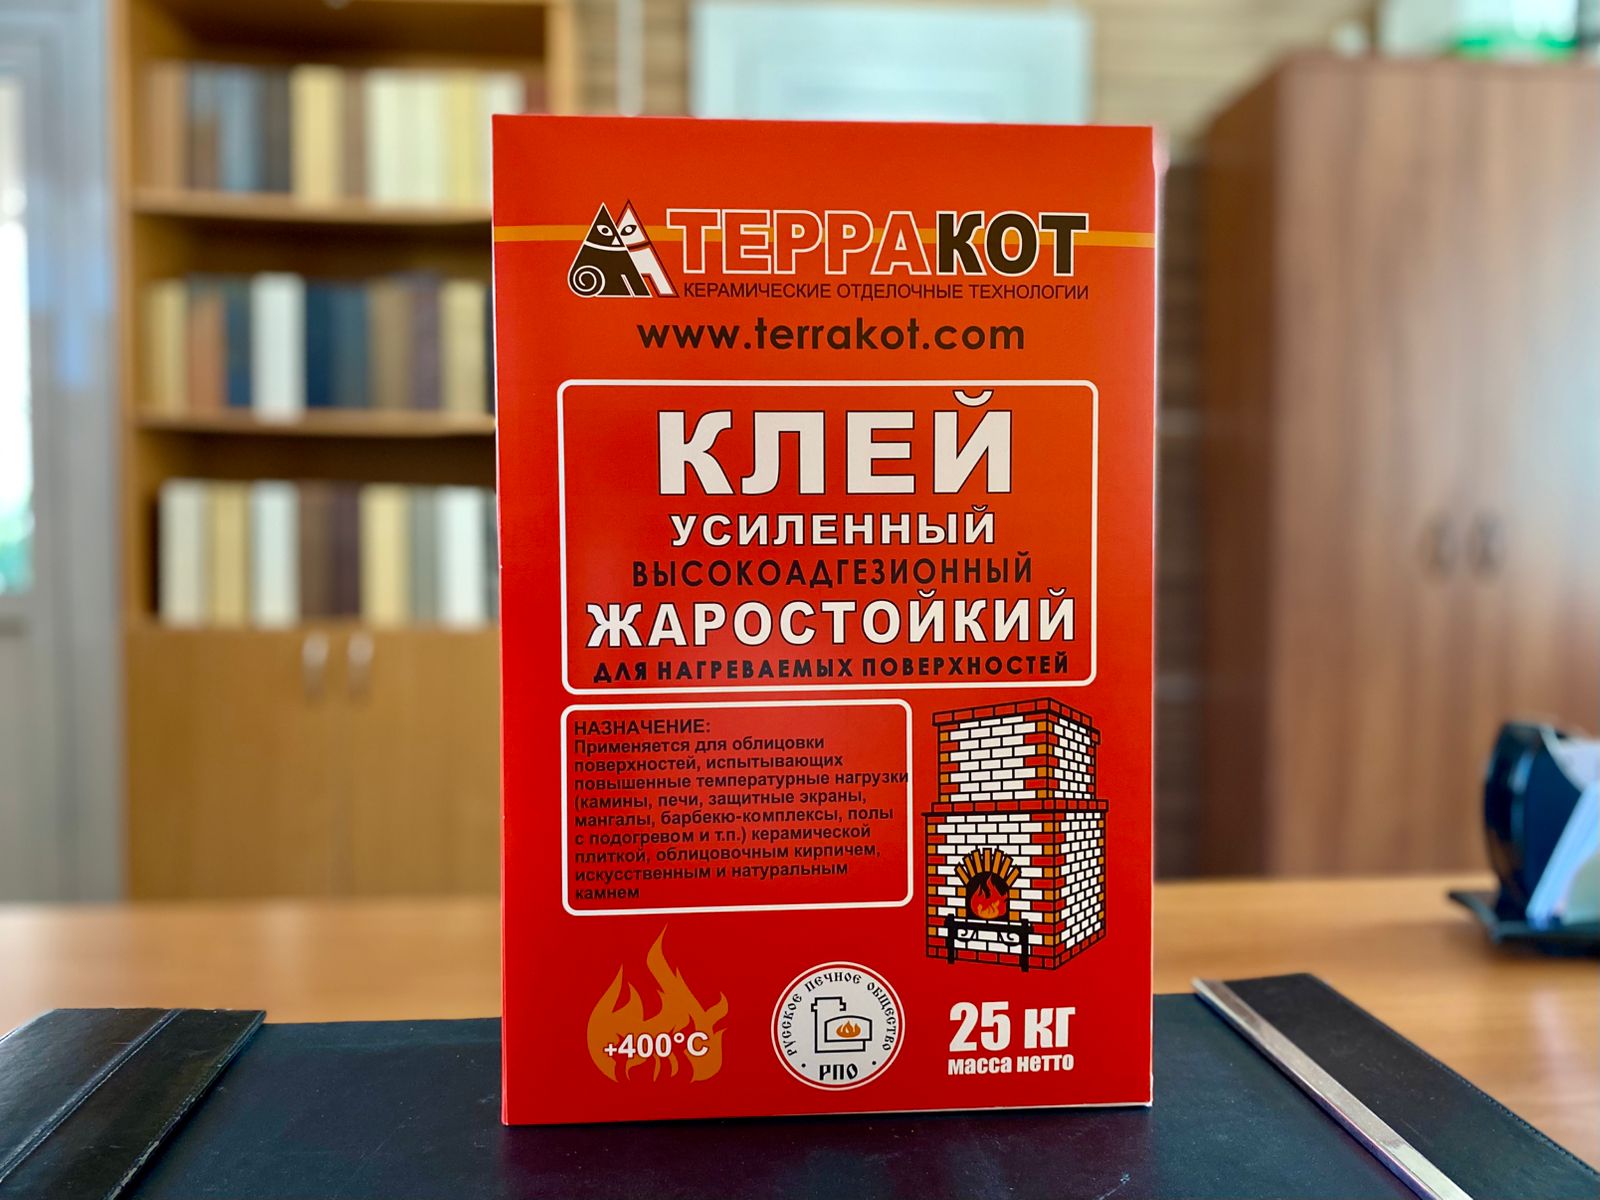 ТЕРРАКОТ
КЕРАМИЧЕСКИЕ ОТДЕЛОЧНЫЕ ТЕХНОЛОГИИ
www.terrakot.com
КЛЕЙ
УСИЛЕННЫЙ
ВЫСОКОАДГЕЗИОННЫЙ
ЖАРОСТОЙКИЙ
ДЛЯ НАГРЕВАЕМЫХ ПОВЕРХНОСТЕЙ
НАЗНАЧЕНИЕ:
Применяется для облицовки
поверхностей, испытывающих
повышенные температурные нагрузки
(камины, печи, защитные экраны,
мангалы, барбекю-комплексы, полы
с подогревом и т.п.) керамической
плиткой, облицовочным кирпичем,
искусственным и натуральным
камнем
+400°C
РУССКОЕ ПЕЧНОЕ ОБЩЕСТВО
· РПО ·
25 кг
масса нетто